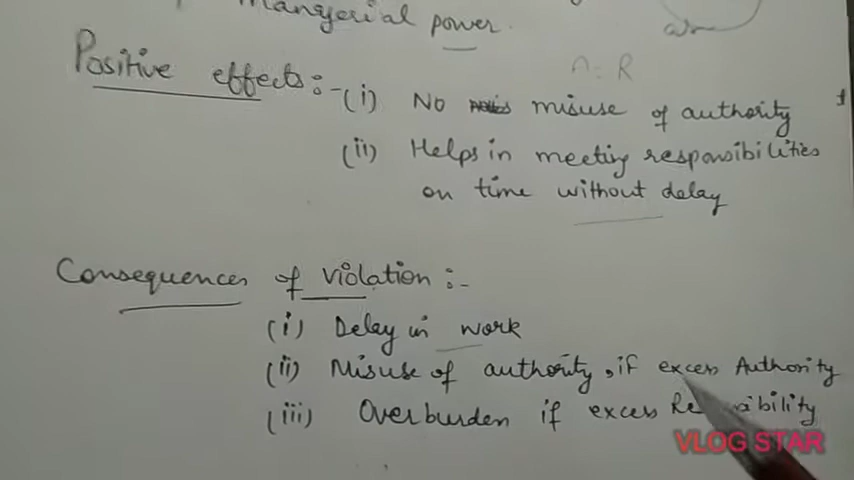 Managerial power.
A = R
Positive effects :- (i) No misuse of authority
(ii) Helps in meeting responsibilities
on time without delay
Consequences of violation :-
(i) Delay in work
(ii) Misuse of authority, if excess Authority
(iii) Overburden if excess
VLOG STAR